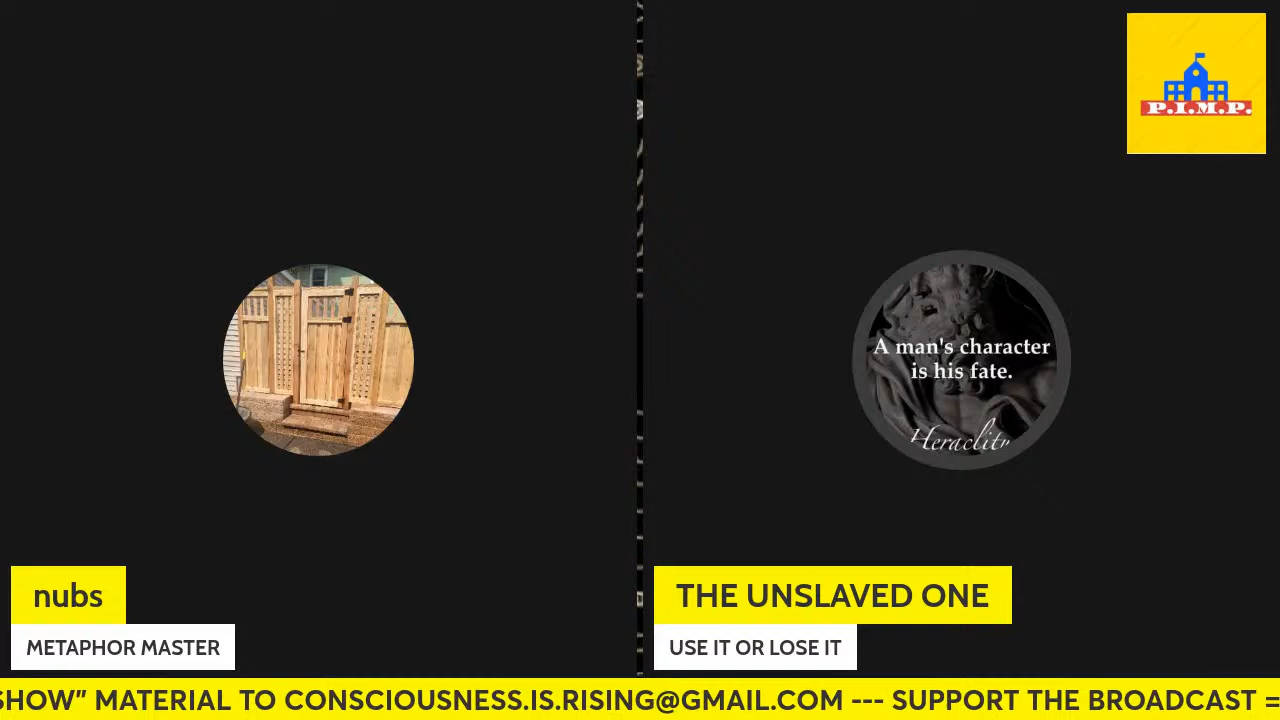 P.I.M.P.
A man's character
is his fate.
nubs
METAPHOR MASTER
THE UNSLAVED ONE
USE IT OR LOSE IT
SHOW” MATERIAL TO CONSCIOUSNESS.IS.RISING@GMAIL.COM --- SUPPORT THE BROADCAST =